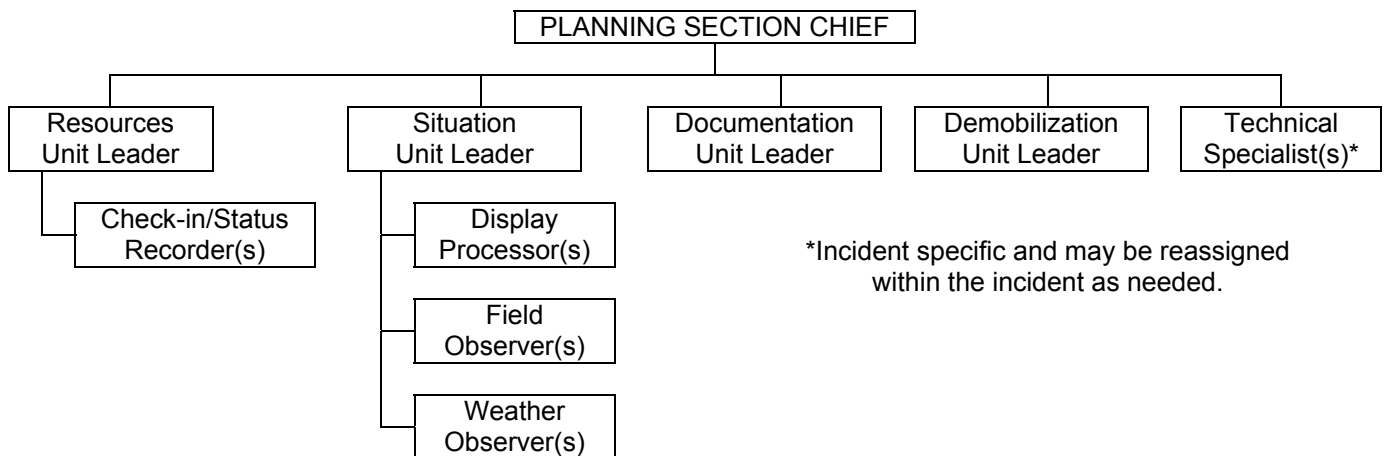 PLANNING SECTION CHIEF
Resources
Unit Leader
Situation
Unit Leader
Documentation
Unit Leader
Demobilization
Unit Leader
Technical
Specialist(s)*
Check-in/Status
Recorder(s)
Display
Processor(s)
*Incident specific and may be reassigned
within the incident as needed.
Field
Observer(s)
Weather
Observer(s)